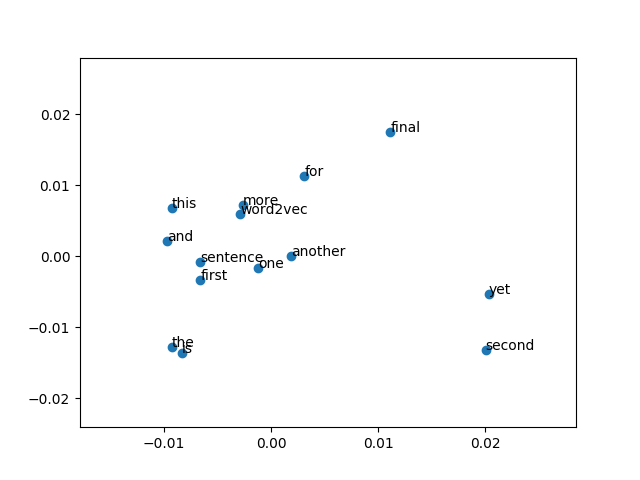 0.02
0.01
0.00
−0.01
−0.02
final
for
this
more
word2vec
and
sentence
another
one
first
yet
the
is
second
−0.01
0.00
0.01
0.02